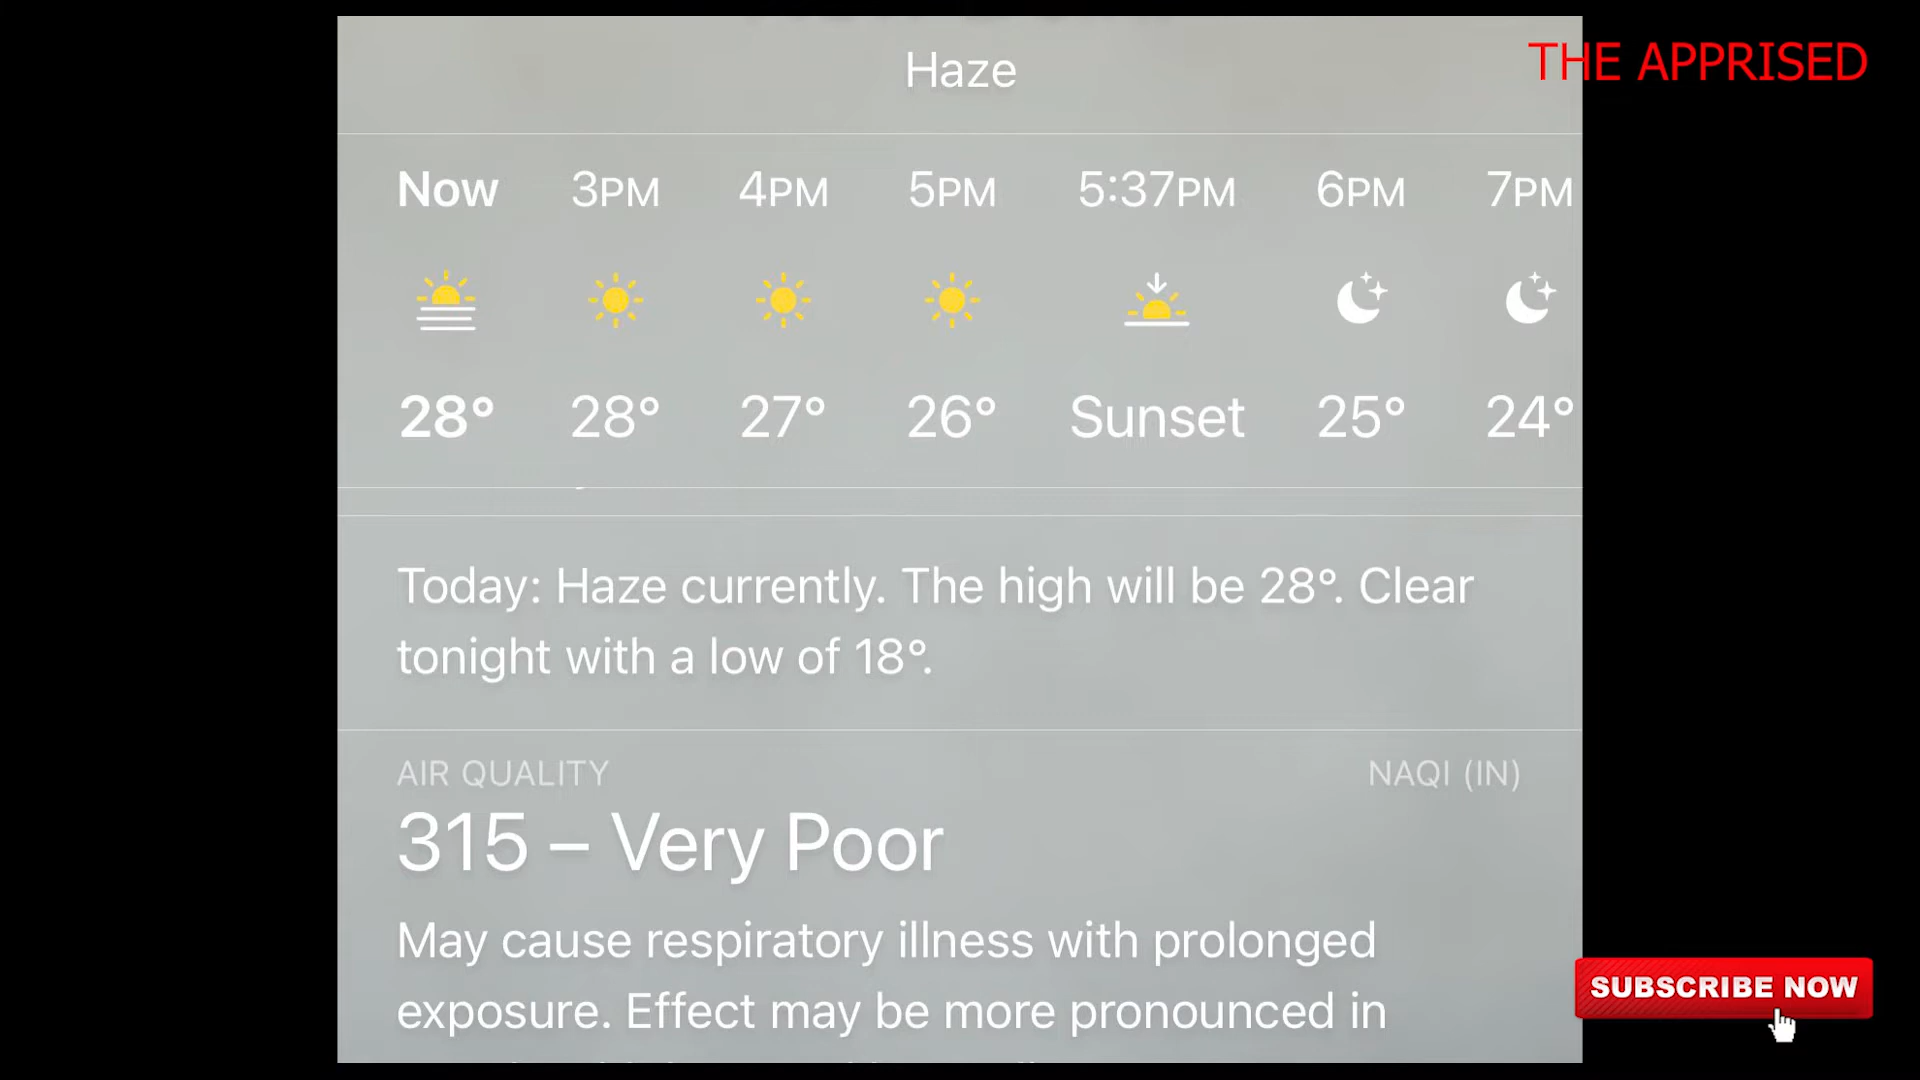 Haze
THE APPRISED
Now 3PM 4PM 5PM 5:37PM 6PM 7PM
28° 28° 27° 26° Sunset 25° 24°
Today: Haze currently. The high will be 28°. Clear
tonight with a low of 18°.
AIR QUALITY NAQI (IN)
315 – Very Poor
May cause respiratory illness with prolonged
exposure. Effect may be more pronounced in
SUBSCRIBE NOW